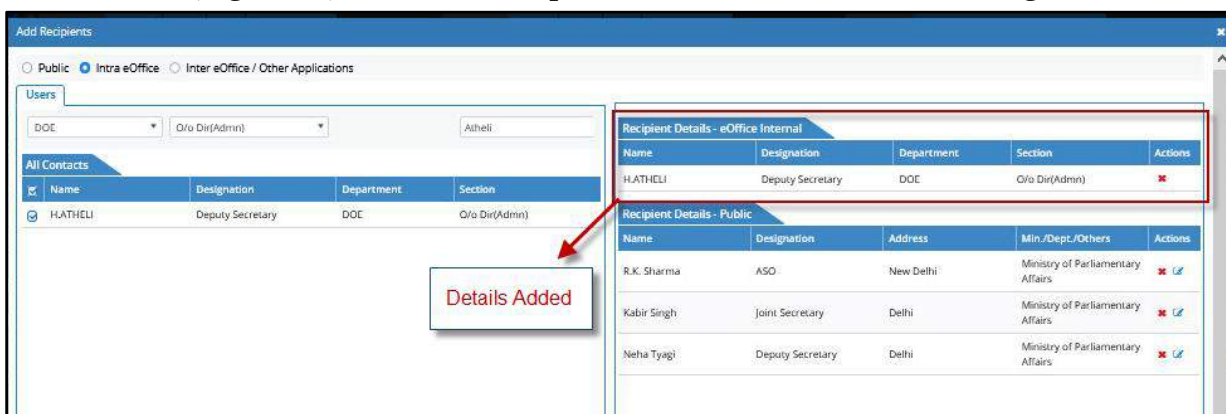 Add Recipients
Public Intra eOffice Inter eOffice / Other Applications
Users
DOE O/o Dir(Admn) Atheli
All Contacts
Name Designation Department Section
H.ATHELI Deputy Secretary DOE O/o Dir(Admn)
Recipient Details - eOffice Internal
Name Designation Department Section Actions
H.ATHELI Deputy Secretary DOE O/o Dir(Admn)
Recipient Details - Public
Name Designation Address Min./Dept./Others Actions
R.K. Sharma ASO New Delhi Ministry of Parliamentary
Affairs
Kabir Singh Joint Secretary Delhi Ministry of Parliamentary
Affairs
Neha Tyagi Deputy Secretary Delhi Ministry of Parliamentary
Affairs
Details Added